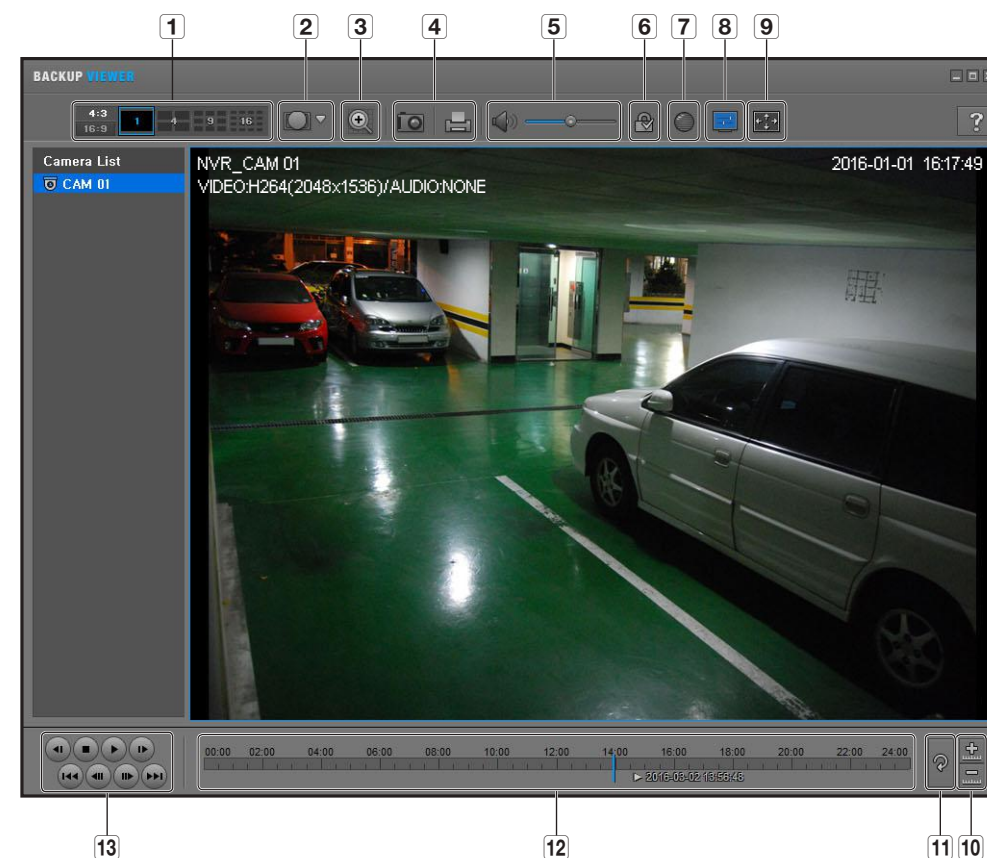 1 2 3 4 5 6 7 8 9
BACKUP VIEWER
4:3 1 4 9 16
16:9
?
Camera List
CAM 01
NVR_CAM 01 2016-01-01 16:17:49
VIDEO:H264(2048x1536)/AUDIO:NONE
00:00 02:00 04:00 06:00 08:00 10:00 12:00 14:00 16:00 18:00 20:00 22:00 24:00
2016-03-02 13:56:48
13 12 11 10